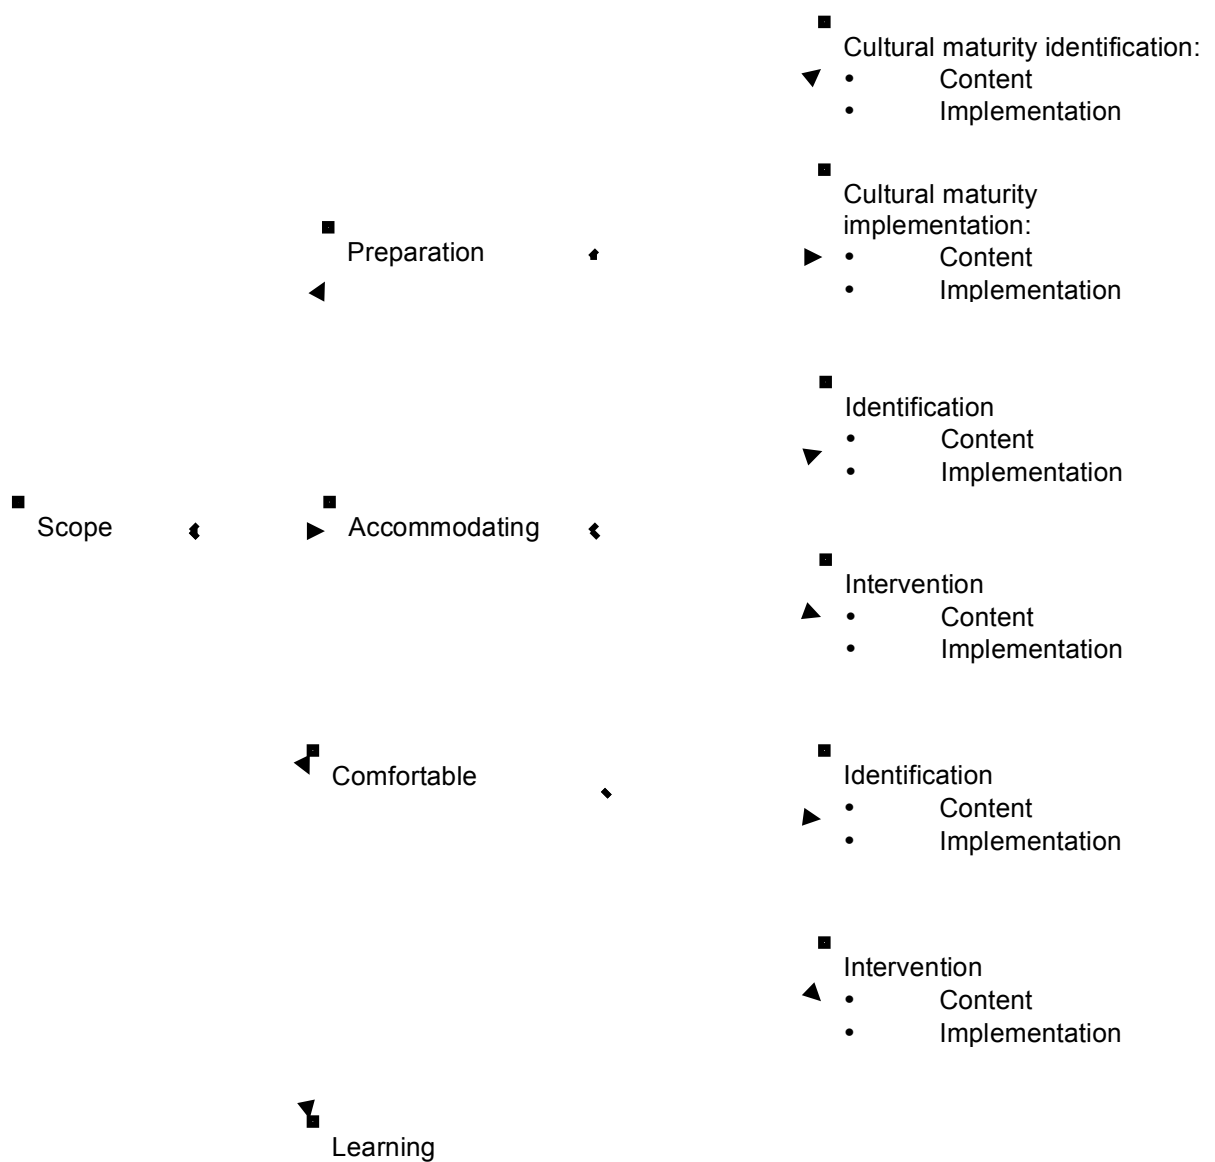 Cultural maturity identification:
• Content
• Implementation
Cultural maturity
implementation:
• Content
• Implementation
Preparation
Identification
• Content
• Implementation
Scope
Accommodating
Intervention
• Content
• Implementation
Comfortable
Identification
• Content
• Implementation
Intervention
• Content
• Implementation
Learning